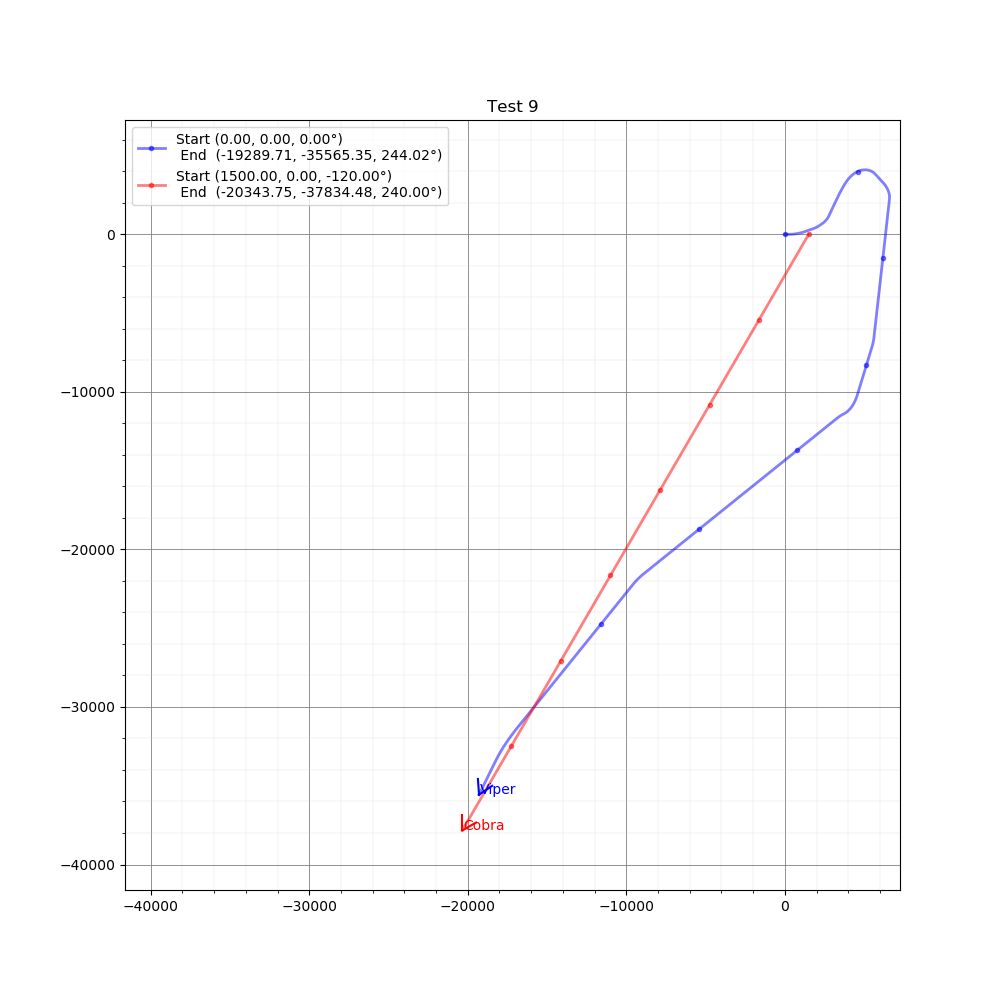 Test 9
Start (0.00, 0.00, 0.00°)
End  (-19289.71, -35565.35, 244.02°)
Start (1500.00, 0.00, -120.00°)
End  (-20343.75, -37834.48, 240.00°)
0
−10000
−20000
−30000
−40000
Viper
Cobra
−40000 −30000 −20000 −10000 0